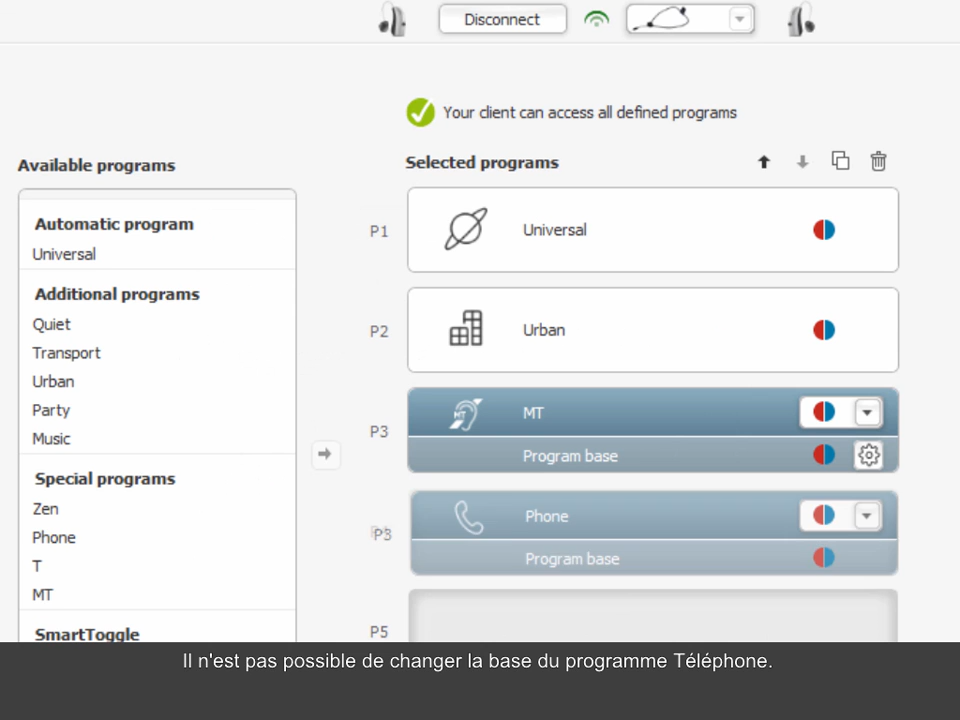 Disconnect
Your client can access all defined programs
Available programs
Selected programs
Automatic program
Universal
Additional programs
Quiet
Transport
Urban
Party
Music
Special programs
Zen
Phone
T
MT
SmartToggle
P1
Universal
P2
Urban
P3
MT
MT
Program base
P3
Phone
Program base
P5
Il n'est pas possible de changer la base du programme Téléphone.